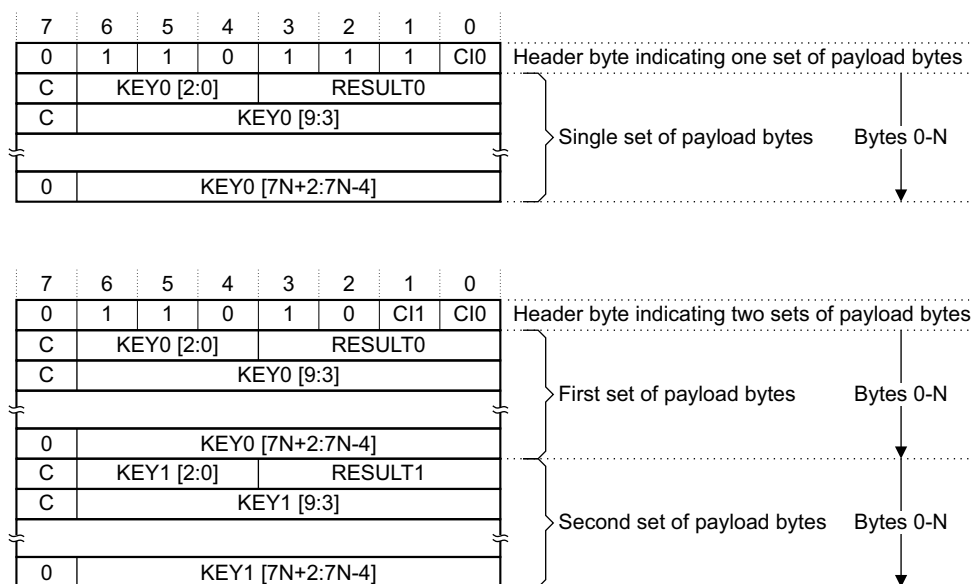 7 6 5 4 3 2 1 0
0 1 1 0 1 1 1 CI0 Header byte indicating one set of payload bytes
C KEY0 [2:0] RESULT0
C KEY0 [9:3]
Single set of payload bytes Bytes 0-N
0 KEY0 [7N+2:7N-4]
7 6 5 4 3 2 1 0
0 1 1 0 1 0 CI1 CI0 Header byte indicating two sets of payload bytes
C KEY0 [2:0] RESULT0
C KEY0 [9:3]
First set of payload bytes Bytes 0-N
0 KEY0 [7N+2:7N-4]
C KEY1 [2:0] RESULT1
C KEY1 [9:3]
Second set of payload bytes Bytes 0-N
0 KEY1 [7N+2:7N-4]